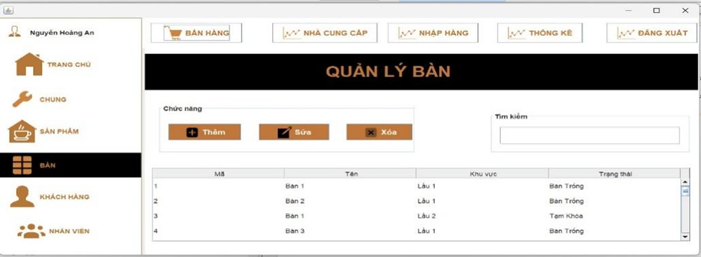 Nguyễn Hoàng An
BÁN HÀNG
NHÀ CUNG CẤP
NHẬP HÀNG
THỐNG KÊ
ĐĂNG XUẤT
TRANG CHỦ
CHUNG
SẢN PHẨM
BÀN
KHÁCH HÀNG
NHÂN VIÊN
QUẢN LÝ BÀN
Chức năng
Thêm
Sửa
Xóa
Tìm kiếm
Mã Tên Khu vực Trạng thái
1 Bàn 1 Lầu 1 Bàn Trống
2 Bàn 2 Lầu 1 Bàn Trống
3 Bàn 1 Lầu 2 Tạm Khóa
4 Bàn 3 Lầu 1 Bàn Trống